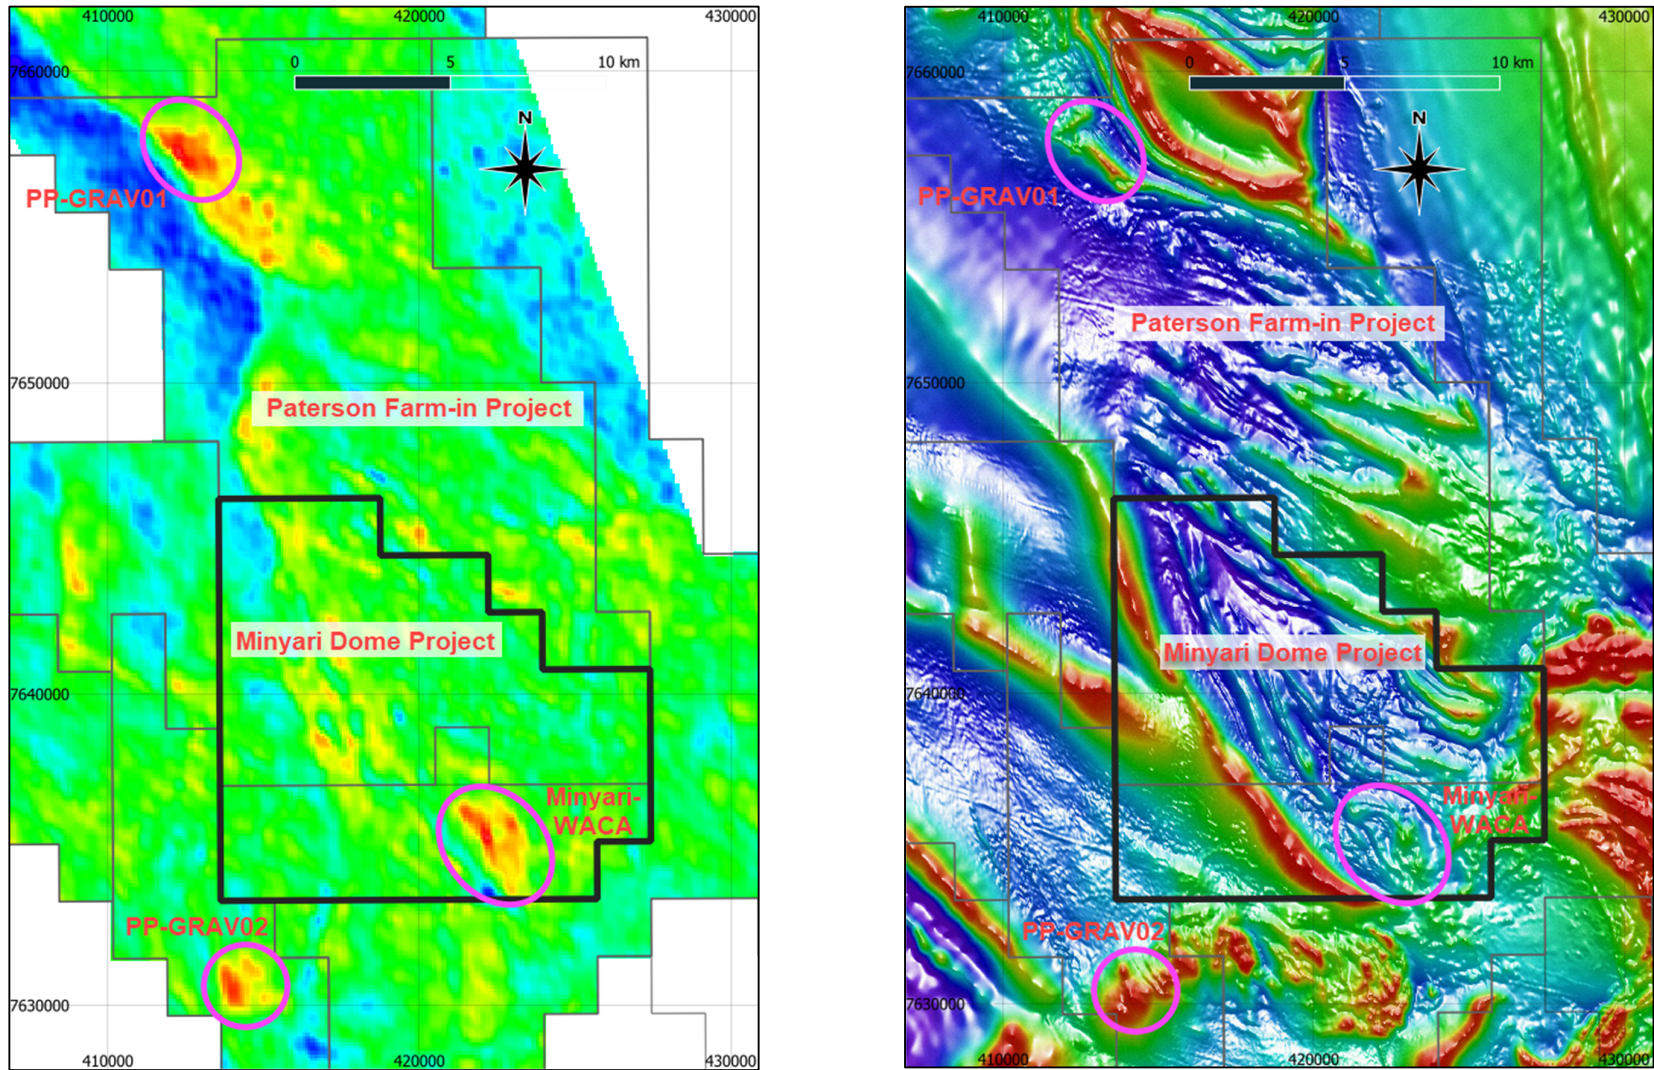 410000 420000 430000
7660000
0 5 10 km
N
PP-GRAV01
7650000
Paterson Farm-in Project
Minyari Dome Project
7640000
Minyari-
WACA
PP-GRAV02
7630000
410000 420000 430000
410000 420000 430000
7660000
0 5 10 km
N
PP-GRAV01
Paterson Farm-in Project
7650000
Minyari Dome Project
7640000
Minyari-
WACA
PP-GRAV02
7630000
410000 420000 430000